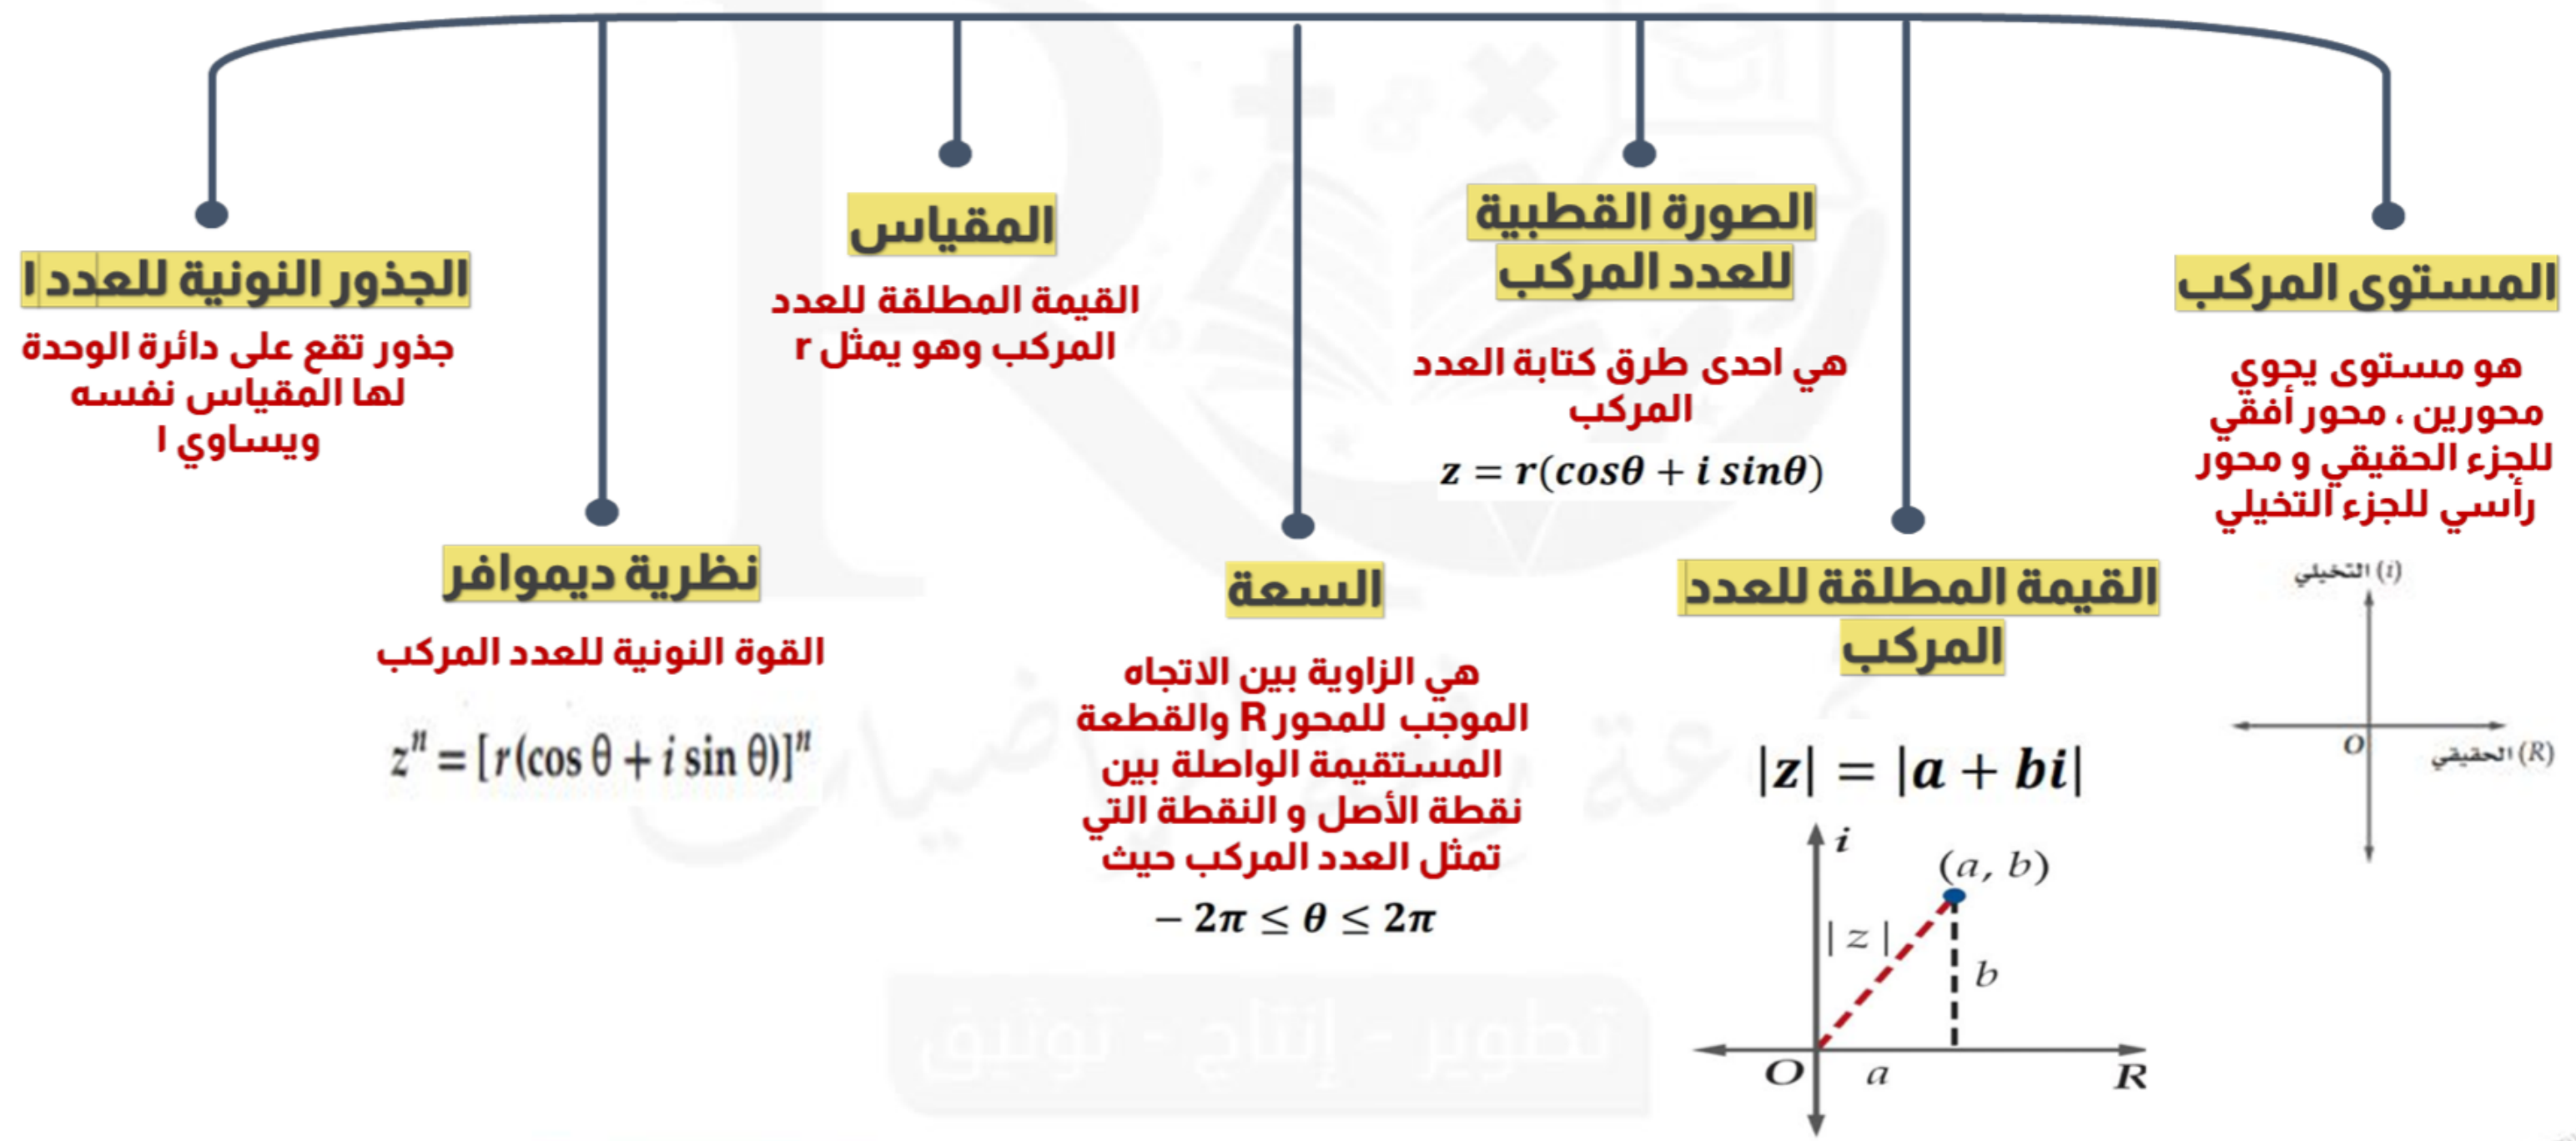 المستوى المركب
هو مستوى يحوي
محورين ، محور أفقي
للجزء الحقيقي و محور
رأسي للجزء التخيلي
التخيلي (i)
O
الحقيقي (R)
القيمة المطلقة للعدد
المركب
|z| = |a + bi|
i
(a, b)
| z |
b
O
a
R
الصورة القطبية
للعدد المركب
هي احدى طرق كتابة العدد
المركب
z = r(cosθ + i sinθ)
السعة
هي الزاوية بين الاتجاه
الموجب للمحور R والقطعة
المستقيمة الواصلة بين
نقطة الأصل و النقطة التي
تمثل العدد المركب حيث
− 2π ≤ θ ≤ 2π
المقياس
القيمة المطلقة للعدد
المركب وهو يمثل r
نظرية ديموافر
القوة النونية للعدد المركب
zⁿ = [r(cos θ + i sin θ)]ⁿ
الجذور النونية للعدد ١
جذور تقع على دائرة الوحدة
لها المقياس نفسه
ويساوي ١
تطوير - إنتاج - توثيق